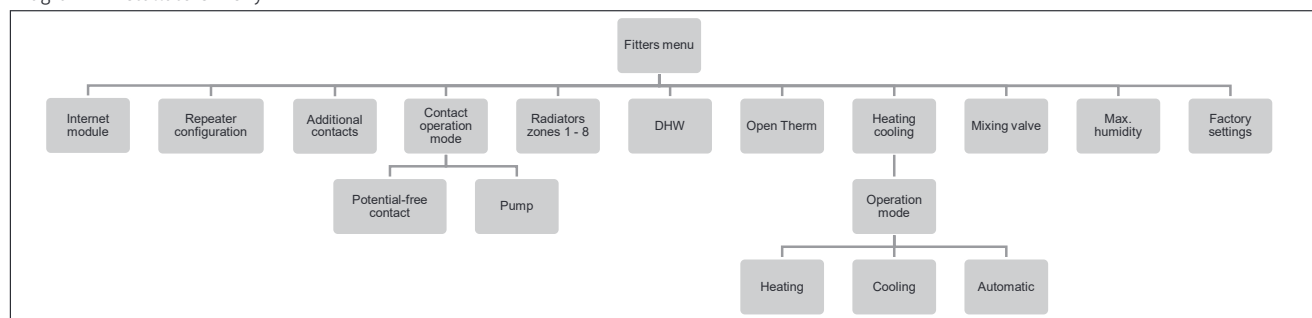 Fitters menu
Internet
module
Repeater
configuration
Additional
contacts
Contact
operation
mode
Radiators
zones 1 - 8
DHW
Open Therm
Heating
cooling
Mixing valve
Max.
humidity
Factory
settings
Potential-free
contact
Pump
Operation
mode
Heating
Cooling
Automatic